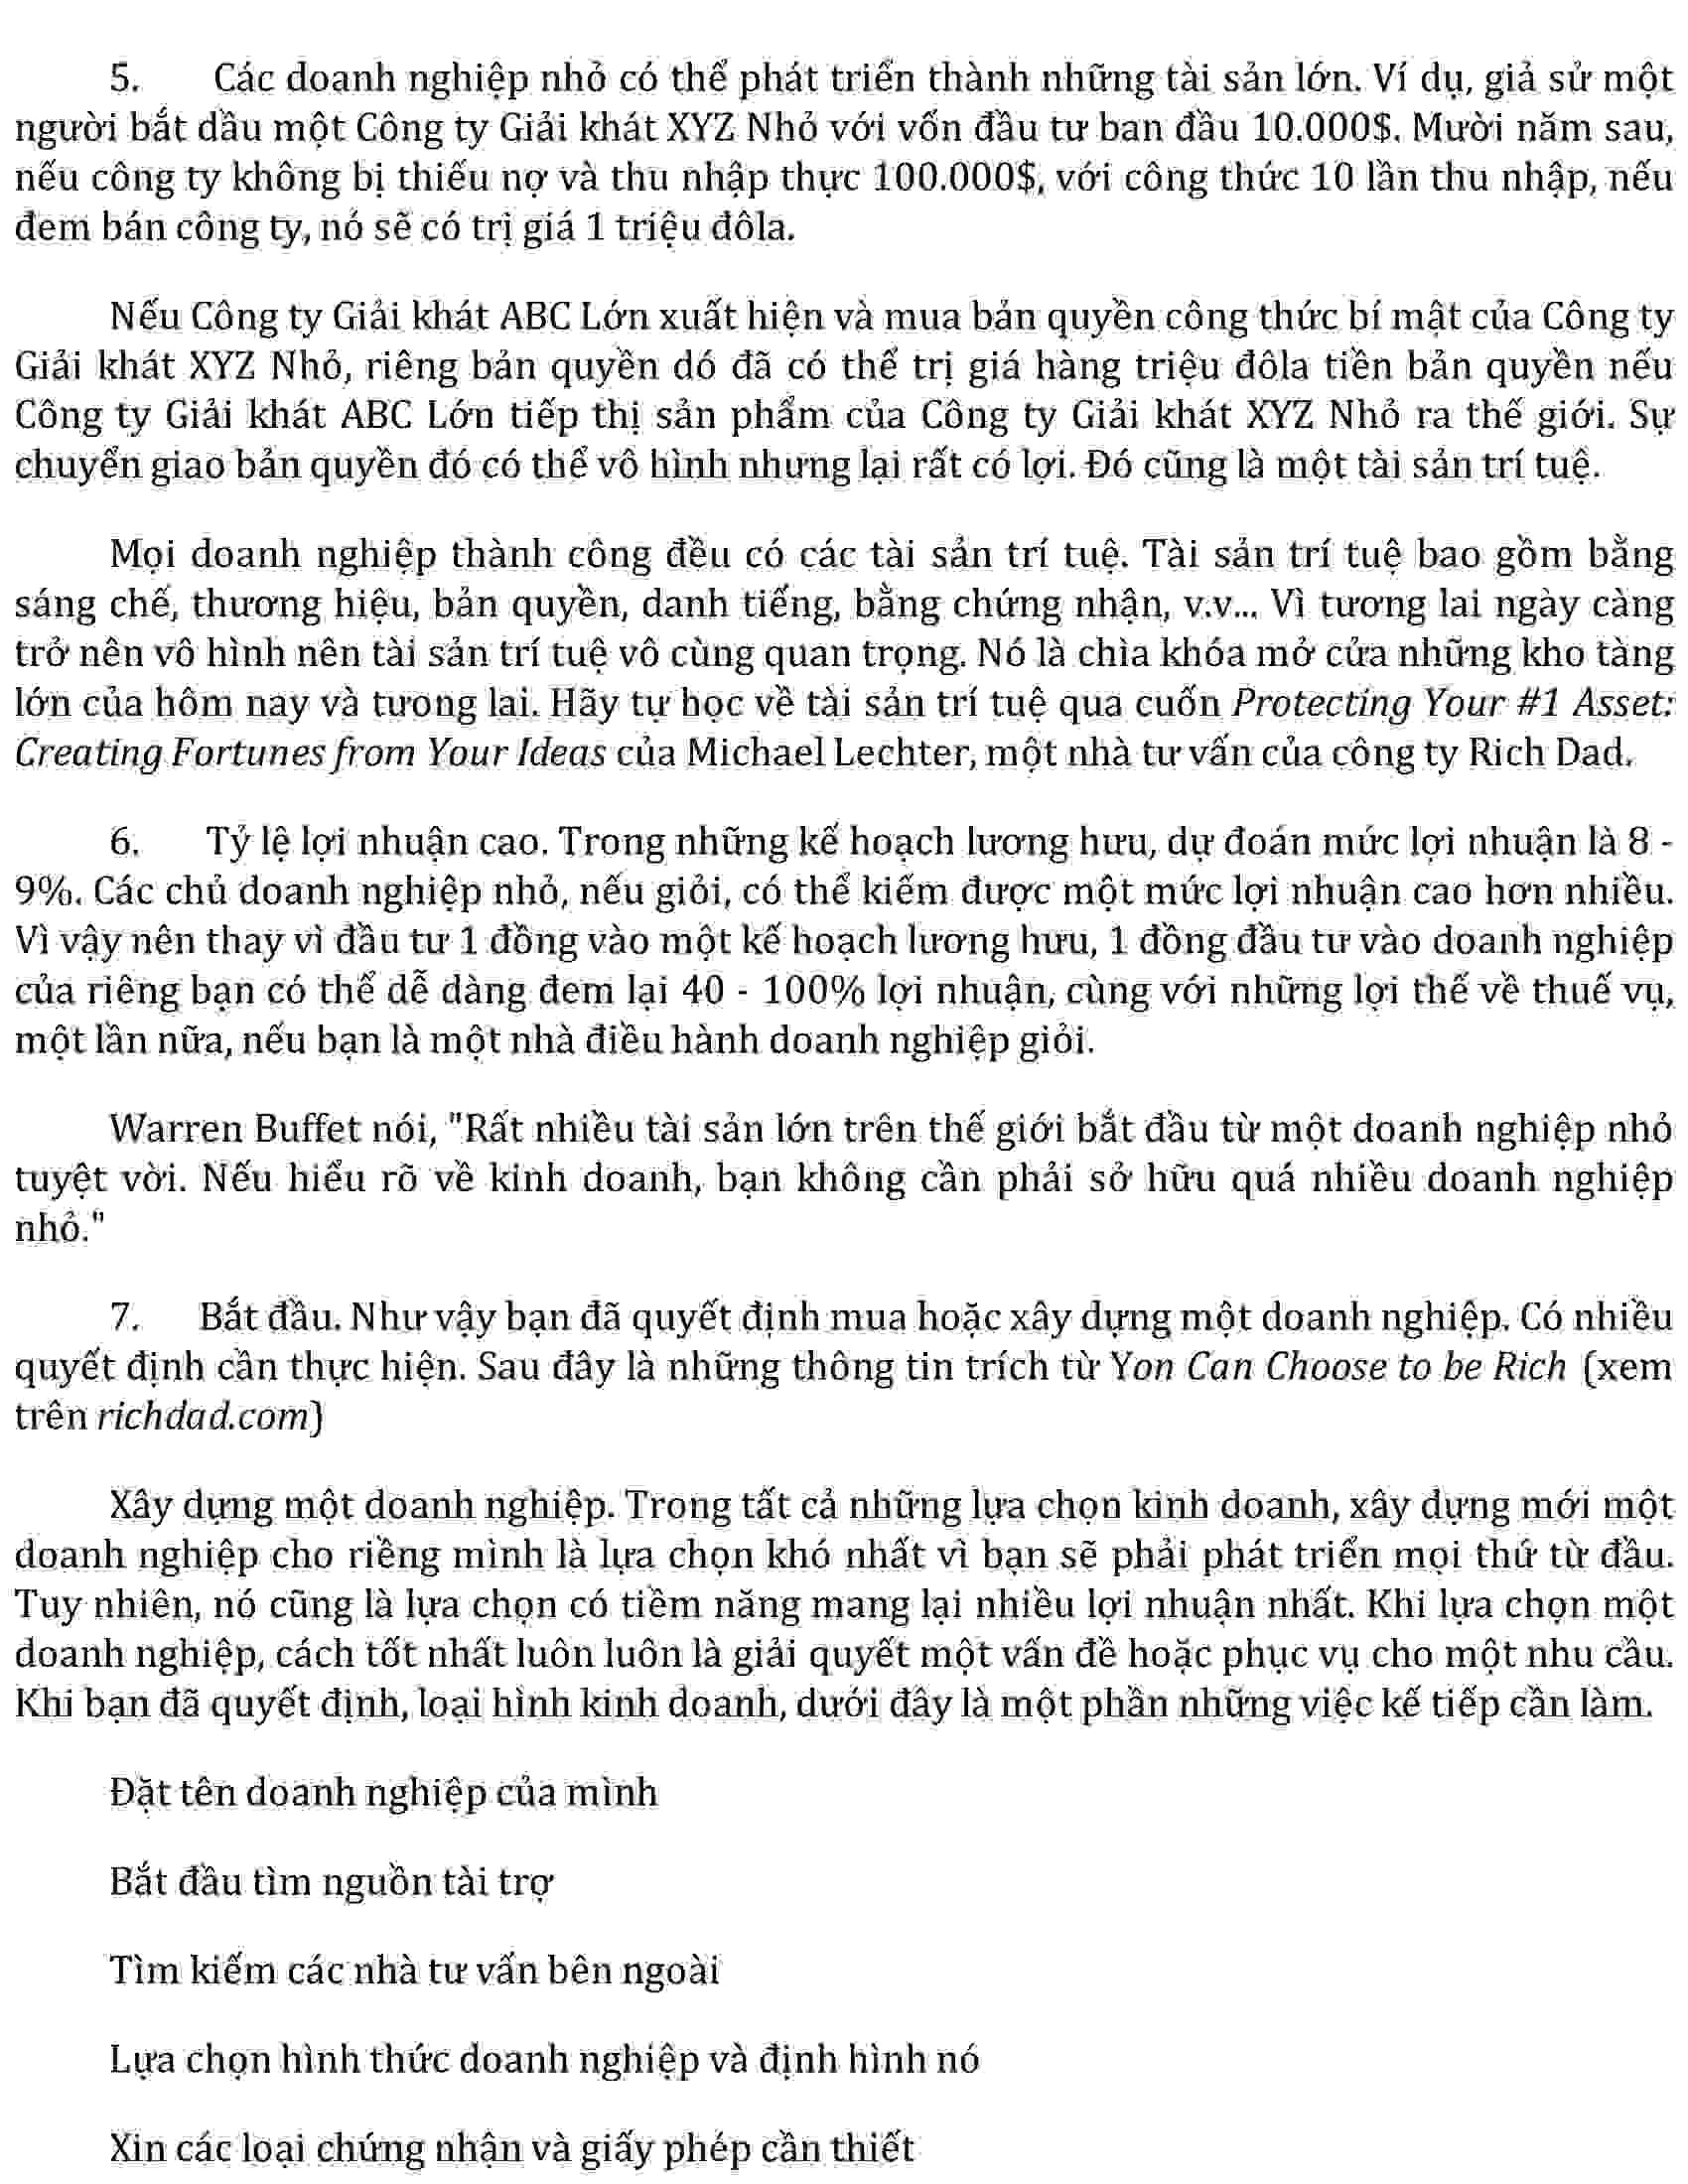 5. Các doanh nghiệp nhỏ có thể phát triển thành những tài sản lớn. Ví dụ, giả sử một
người bắt dầu một Công ty Giải khát XYZ Nhỏ với vốn đầu tư ban đầu 10.000$. Mười năm sau,
nếu công ty không bị thiếu nợ và thu nhập thực 100.000$, với công thức 10 lần thu nhập, nếu
đem bán công ty, nó sẽ có trị giá 1 triệu đôla.
Nếu Công ty Giải khát ABC Lớn xuất hiện và mua bản quyền công thức bí mật của Công ty
Giải khát XYZ Nhỏ, riêng bản quyền dó đã có thể trị giá hàng triệu đôla tiền bản quyền nếu
Công ty Giải khát ABC Lớn tiếp thị sản phẩm của Công ty Giải khát XYZ Nhỏ ra thế giới. Sự
chuyển giao bản quyền đó có thể vô hình nhưng lại rất có lợi. Đó cũng là một tài sản trí tuệ.
Mọi doanh nghiệp thành công đều có các tài sản trí tuệ. Tài sản trí tuệ bao gồm bằng
sáng chế, thương hiệu, bản quyền, danh tiếng, bằng chứng nhận, v.v... Vì tương lai ngày càng
trở nên vô hình nên tài sản trí tuệ vô cùng quan trọng. Nó là chìa khóa mở cửa những kho tàng
lớn của hôm nay và tương lai. Hãy tự học về tài sản trí tuệ qua cuốn Protecting Your #1 Asset:
Creating Fortunes from Your Ideas của Michael Lechter, một nhà tư vấn của công ty Rich Dad.
6. Tỷ lệ lợi nhuận cao. Trong những kế hoạch lương hưu, dự đoán mức lợi nhuận là 8 -
9%. Các chủ doanh nghiệp nhỏ, nếu giỏi, có thể kiếm được một mức lợi nhuận cao hơn nhiều.
Vì vậy nên thay vì đầu tư 1 đồng vào một kế hoạch lương hưu, 1 đồng đầu tư vào doanh nghiệp
của riêng bạn có thể dễ dàng đem lại 40 - 100% lợi nhuận, cùng với những lợi thế về thuế vụ,
một lần nữa, nếu bạn là một nhà điều hành doanh nghiệp giỏi.
Warren Buffet nói, "Rất nhiều tài sản lớn trên thế giới bắt đầu từ một doanh nghiệp nhỏ
tuyệt vời. Nếu hiểu rõ về kinh doanh, bạn không cần phải sở hữu quá nhiều doanh nghiệp
nhỏ."
7. Bắt đầu. Như vậy bạn đã quyết định mua hoặc xây dựng một doanh nghiệp. Có nhiều
quyết định cần thực hiện. Sau đây là những thông tin trích từ Yon Can Choose to be Rich (xem
trên richdad.com)
Xây dựng một doanh nghiệp. Trong tất cả những lựa chọn kinh doanh, xây dựng mới một
doanh nghiệp cho riềng mình là lựa chọn khó nhất vì bạn sẽ phải phát triển mọi thứ từ đầu.
Tuy nhiên, nó cũng là lựa chọn có tiềm năng mang lại nhiều lợi nhuận nhất. Khi lựa chọn một
doanh nghiệp, cách tốt nhất luôn luôn là giải quyết một vấn đề hoặc phục vụ cho một nhu cầu.
Khi bạn đã quyết định, loại hình kinh doanh, dưới đây là một phần những việc kế tiếp cần làm.
Đặt tên doanh nghiệp của mình
Bắt đầu tìm nguồn tài trợ
Tìm kiếm các nhà tư vấn bên ngoài
Lựa chọn hình thức doanh nghiệp và định hình nó
Xin các loại chứng nhận và giấy phép cần thiết